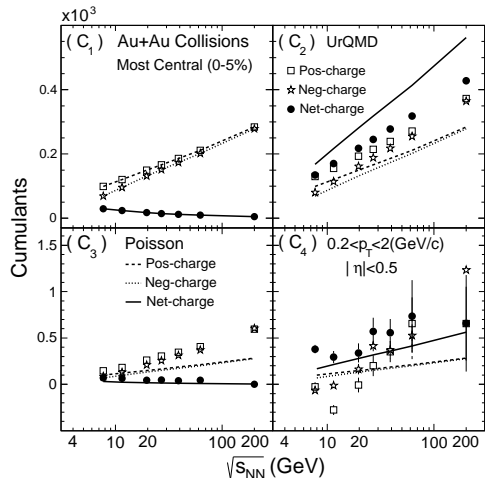 ×10³
(C₁) Au+Au Collisions
Most Central (0-5%)
(C₂) UrQMD
Pos-charge
Neg-charge
Net-charge
0.4
0.2
0
(C₃) Poisson
Pos-charge
Neg-charge
Net-charge
(C₄) 0.2<p_T<2(GeV/c)
| η|<0.5
1.5
1
0.5
0
Cumulants
4 10 20 100 200
4 10 20 100 200
√s_NN (GeV)